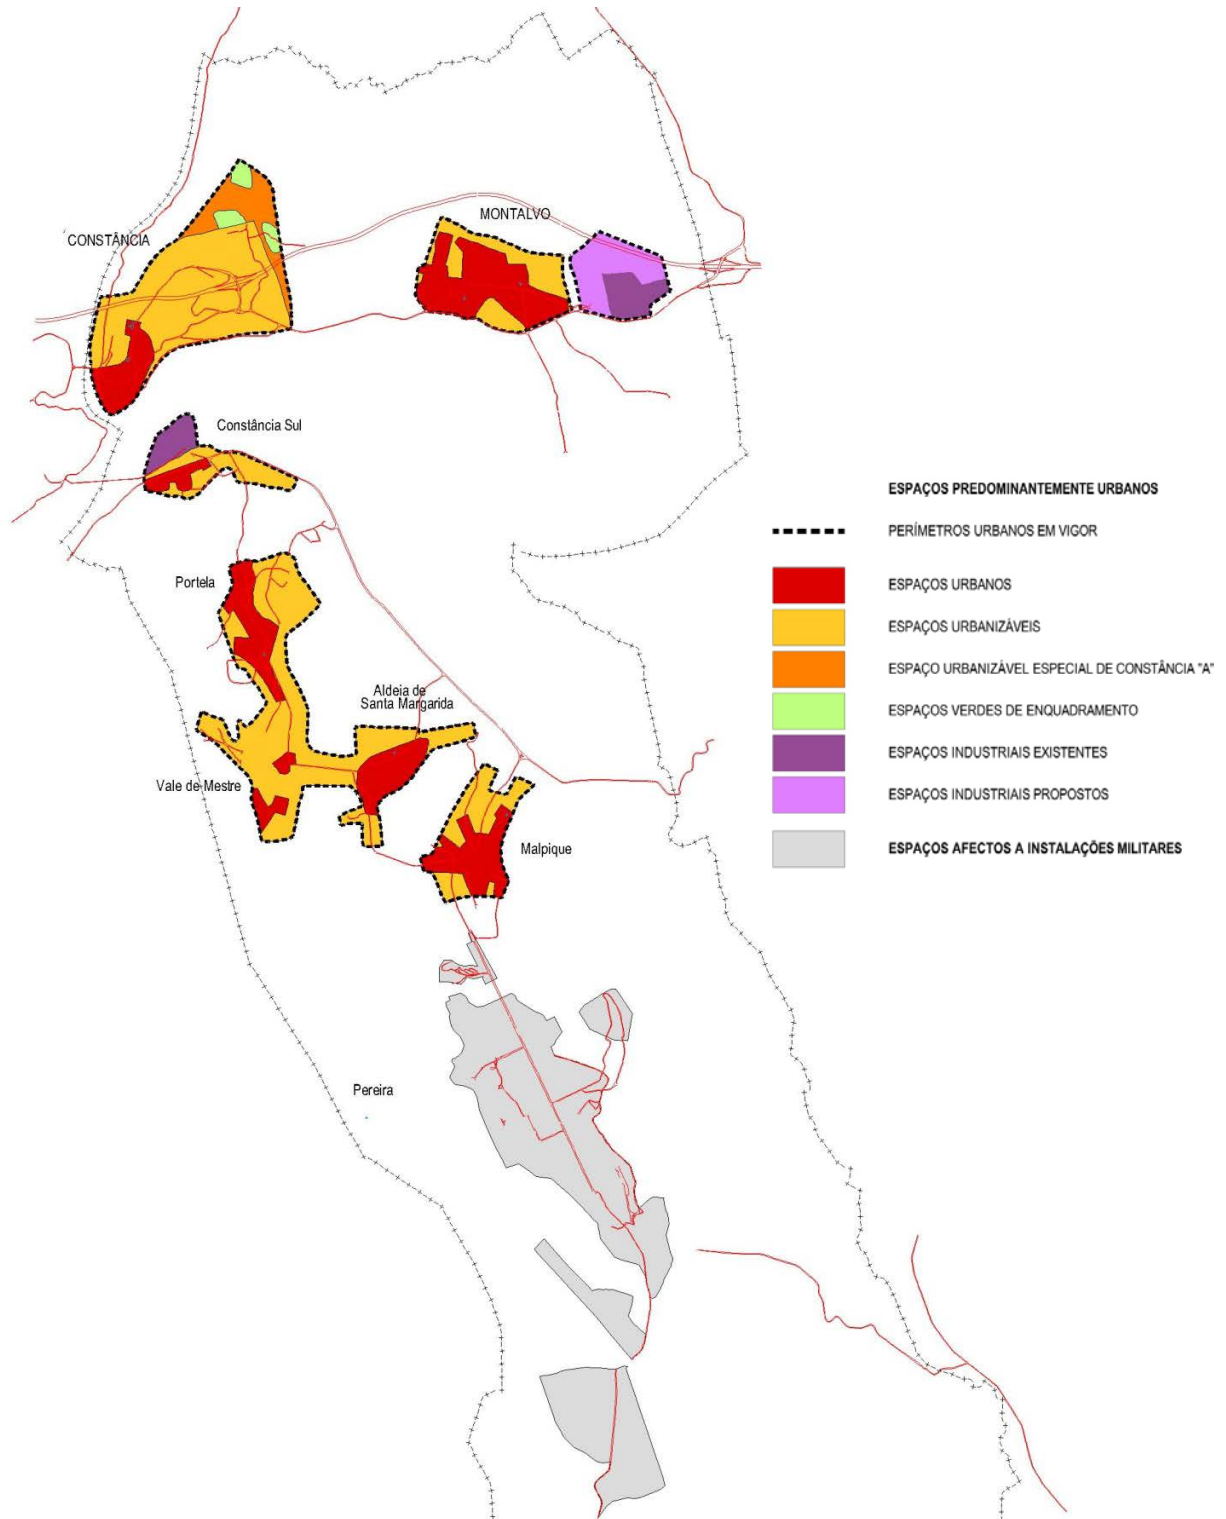 MONTALVO
CONSTÂNCIA
Constância Sul
Portela
Aldeia de
Santa Margarida
Vale de Mestre
Malpique
Pereira
ESPAÇOS PREDOMINANTEMENTE URBANOS
PERÍMETROS URBANOS EM VIGOR
ESPAÇOS URBANOS
ESPAÇOS URBANIZÁVEIS
ESPAÇO URBANIZÁVEL ESPECIAL DE CONSTÂNCIA "A"
ESPAÇOS VERDES DE ENQUADRAMENTO
ESPAÇOS INDUSTRIAIS EXISTENTES
ESPAÇOS INDUSTRIAIS PROPOSTOS
ESPAÇOS AFECTOS A INSTALAÇÕES MILITARES